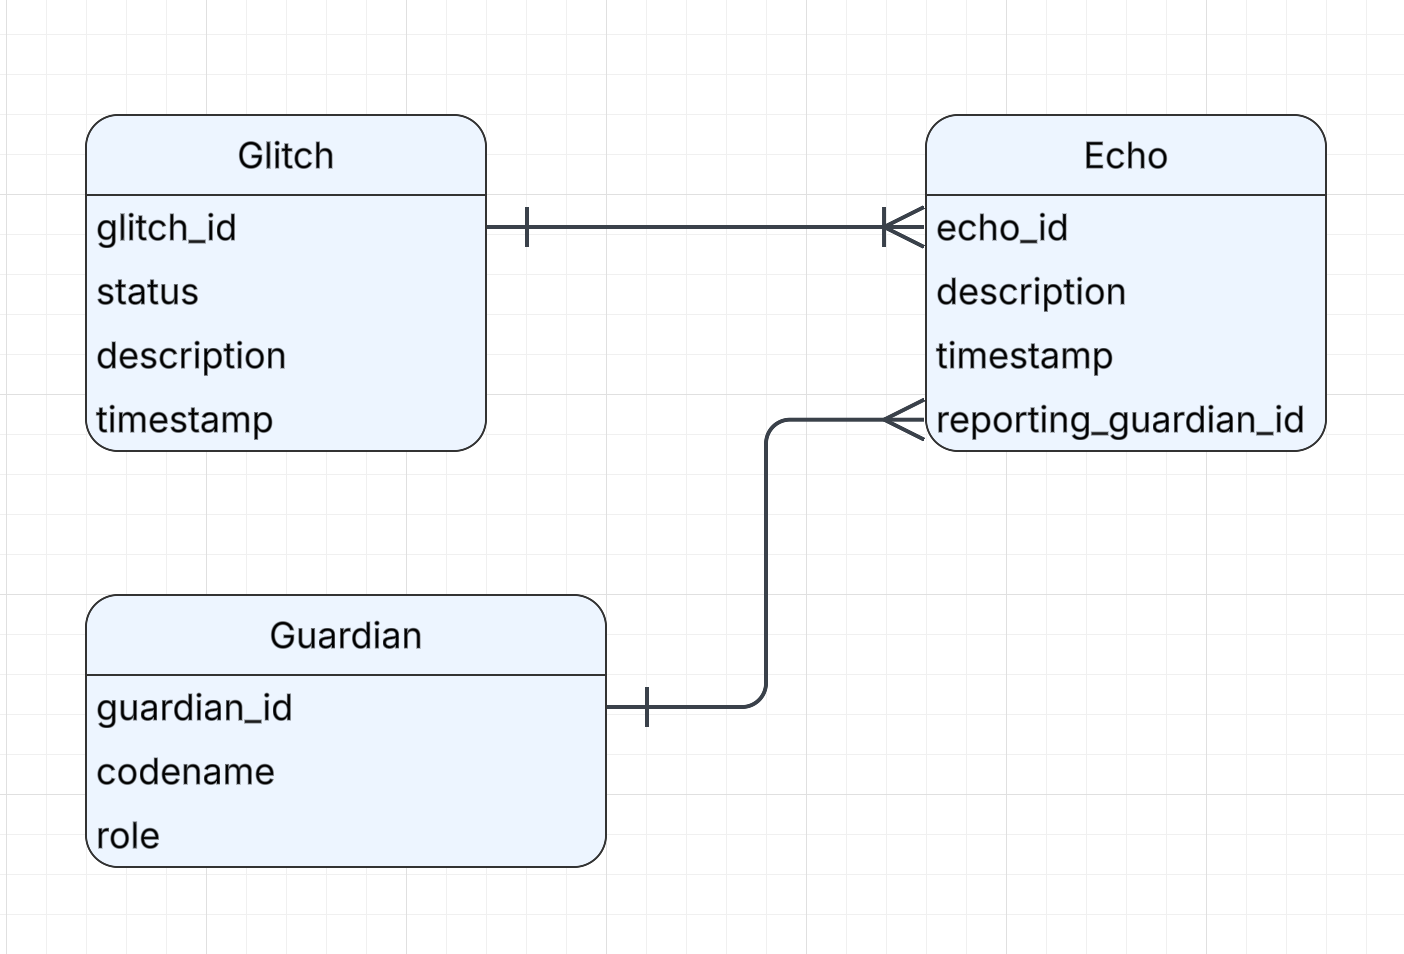 Glitch
glitch_id
status
description
timestamp
Echo
echo_id
description
timestamp
reporting_guardian_id
Guardian
guardian_id
codename
role